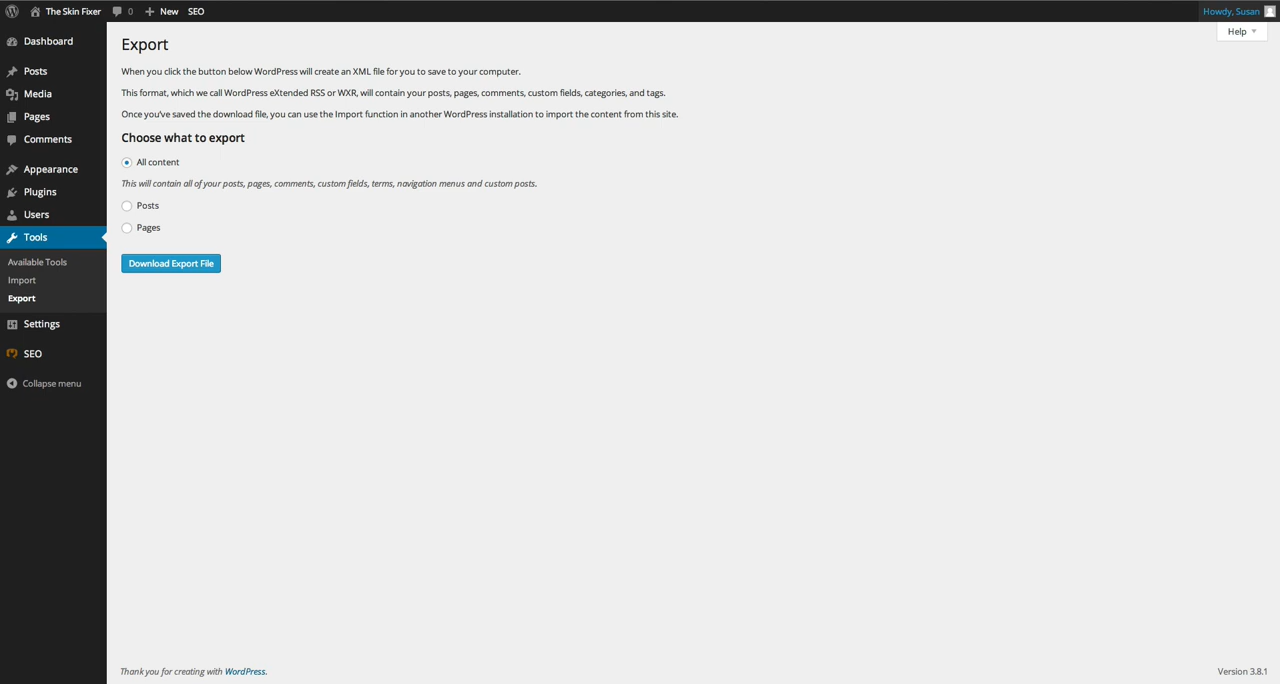 The Skin Fixer 0 New SEO Howdy, Susan
Help
Dashboard
Posts
Media
Pages
Comments
Appearance
Plugins
Users
Tools
Available Tools
Import
Export
Settings
SEO
Collapse menu
Export
When you click the button below WordPress will create an XML file for you to save to your computer.
This format, which we call WordPress eXtended RSS or WXR, will contain your posts, pages, comments, custom fields, categories, and tags.
Once you've saved the download file, you can use the Import function in another WordPress installation to import the content from this site.
Choose what to export
All content
This will contain all of your posts, pages, comments, custom fields, terms, navigation menus and custom posts.
Posts
Pages
Download Export File
Thank you for creating with WordPress. Version 3.8.1